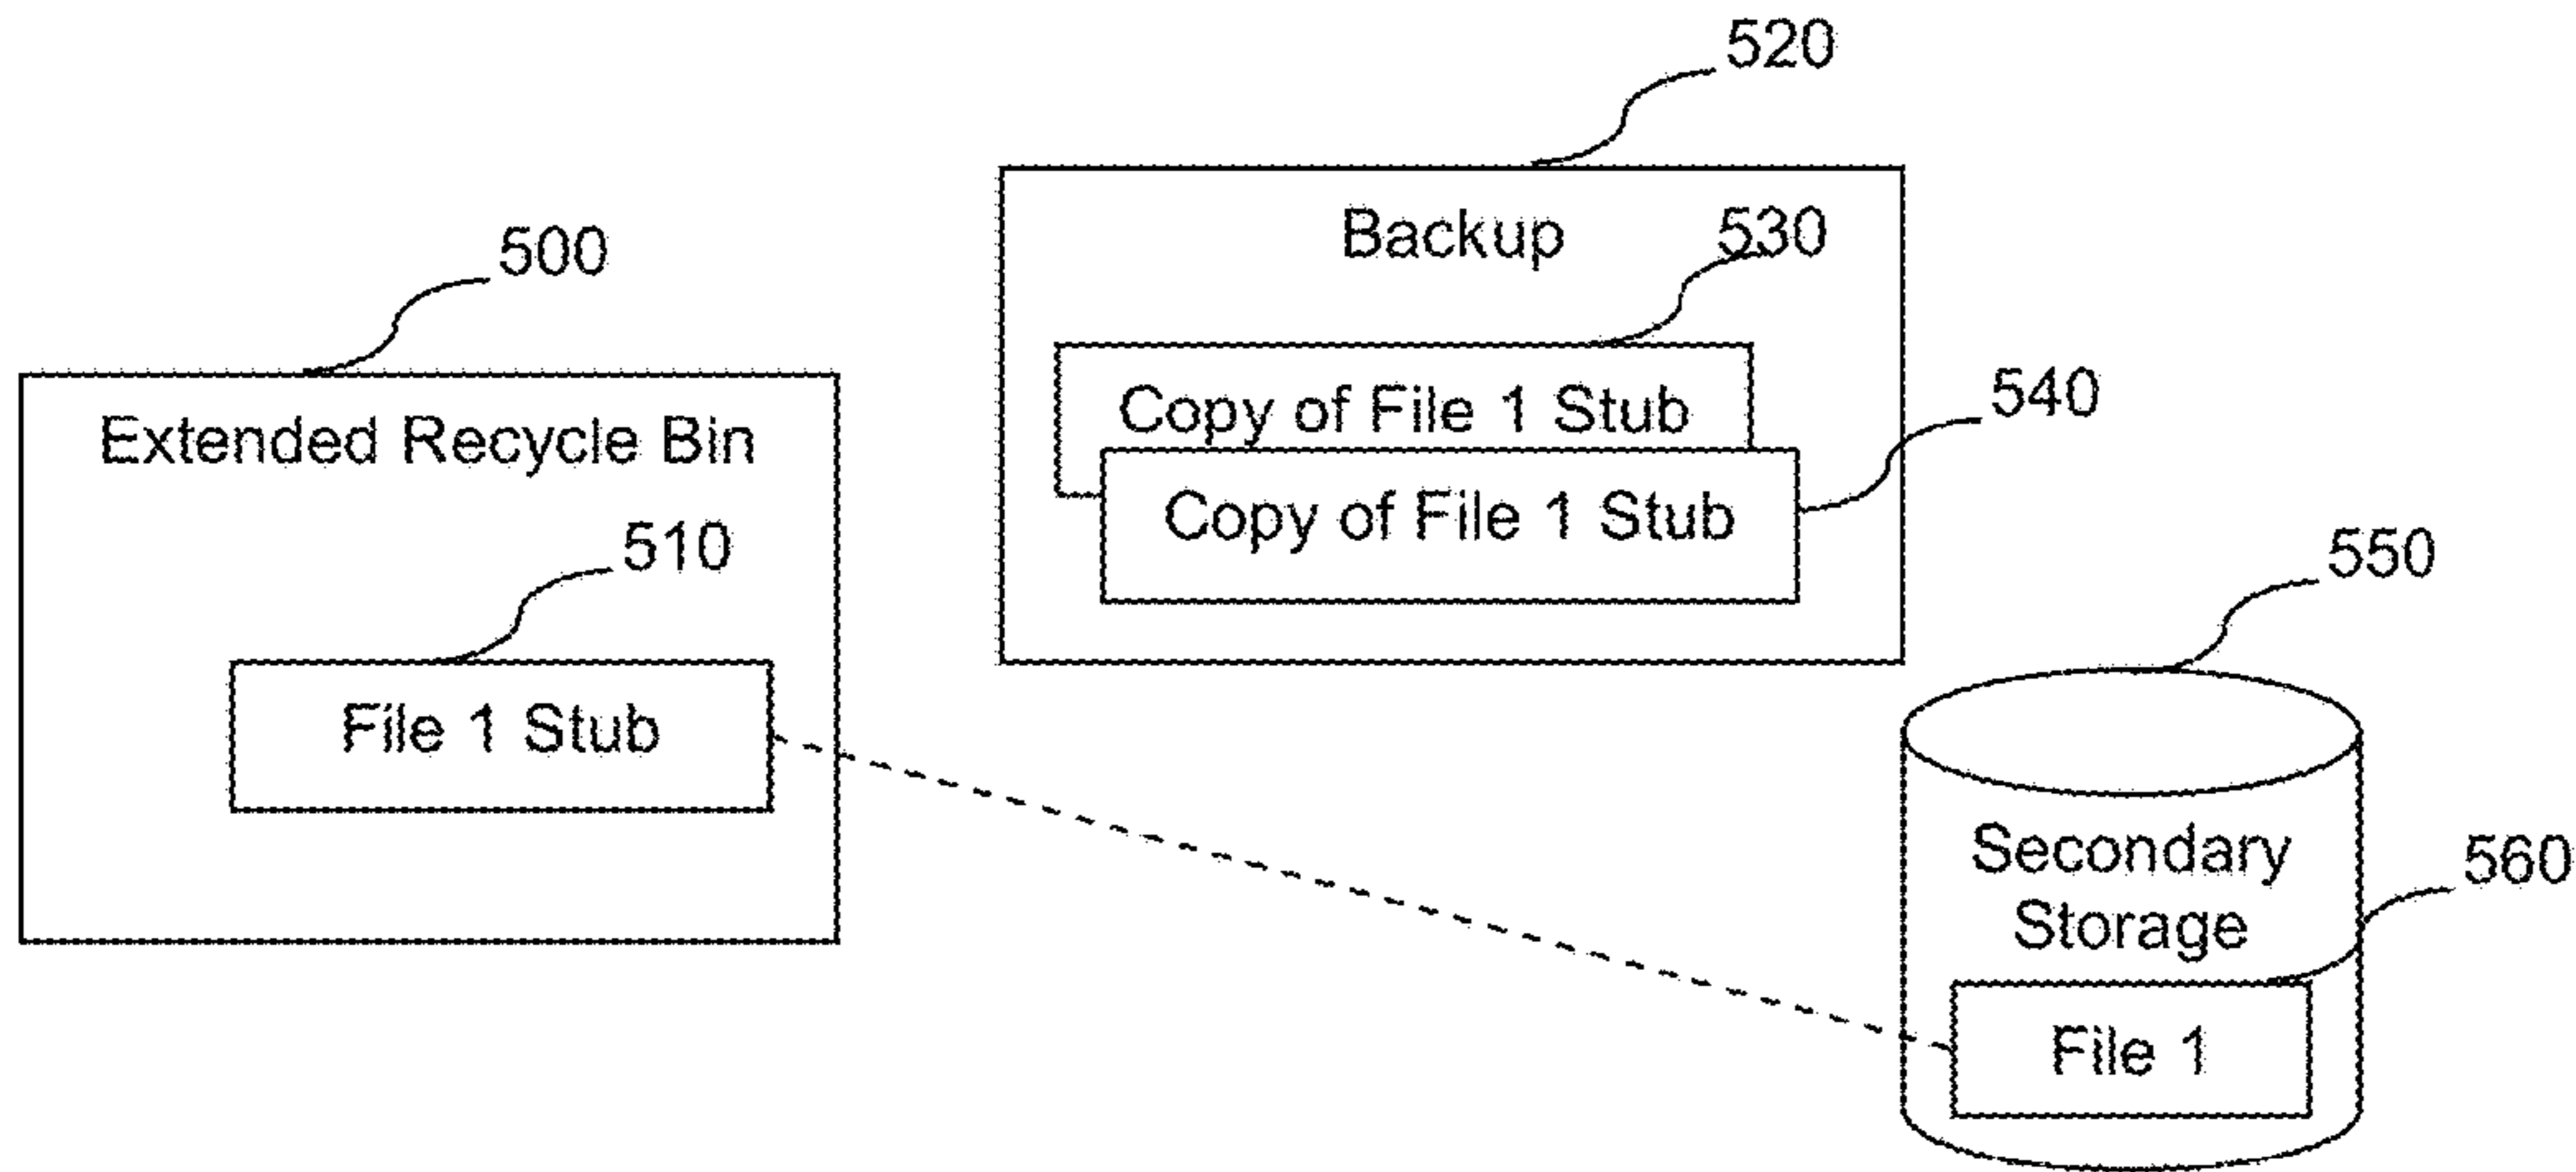 520
Backup
530
500
Extended Recycle Bin
Copy of File 1 Stub
540
Copy of File 1 Stub
510
550
File 1 Stub
Secondary
Storage
560
File 1